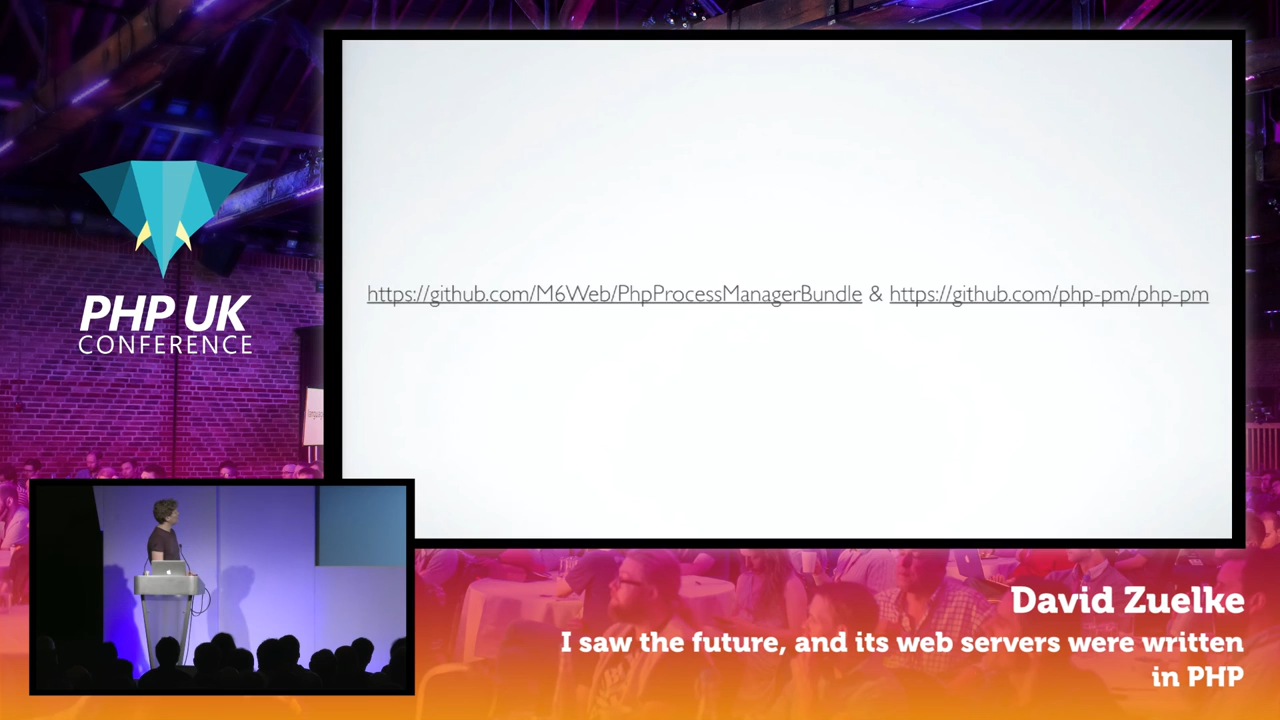 https://github.com/M6Web/PhpProcessManagerBundle & https://github.com/php-pm/php-pm
PHP UK
CONFERENCE
David Zuelke
I saw the future, and its web servers were written
in PHP